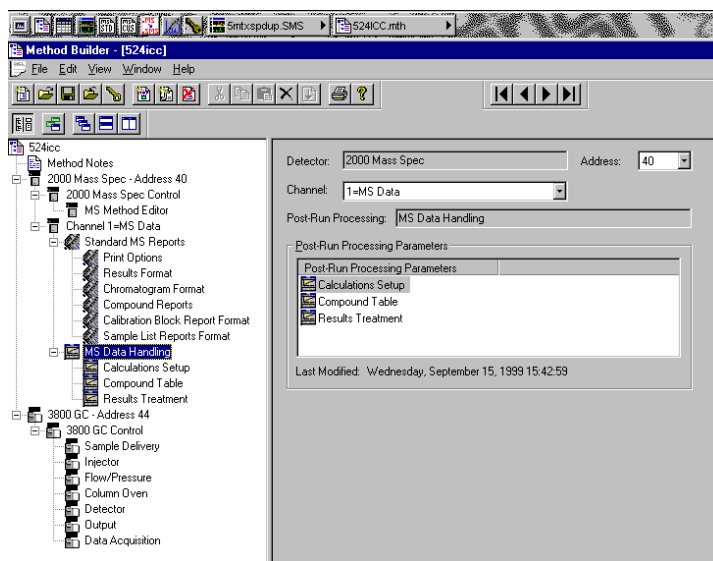 MS STD CUS MS SMS 5mtxspdup.SMS 524ICC.mth
Method Builder - [524icc]
File Edit View Window Help
524icc
Method Notes
2000 Mass Spec - Address 40
2000 Mass Spec Control
MS Method Editor
Channel 1=MS Data
Standard MS Reports
Print Options
Results Format
Chromatogram Format
Compound Reports
Calibration Block Report Format
Sample List Reports Format
MS Data Handling
Calculations Setup
Compound Table
Results Treatment
3800 GC - Address 44
3800 GC Control
Sample Delivery
Injector
Flow/Pressure
Column Oven
Detector
Output
Data Acquisition
Detector: 2000 Mass Spec Address: 40
Channel: 1=MS Data
Post-Run Processing: MS Data Handling
Post-Run Processing Parameters
Post-Run Processing Parameters
Calculations Setup
Compound Table
Results Treatment
Last Modified: Wednesday, September 15, 1999 15:42:59